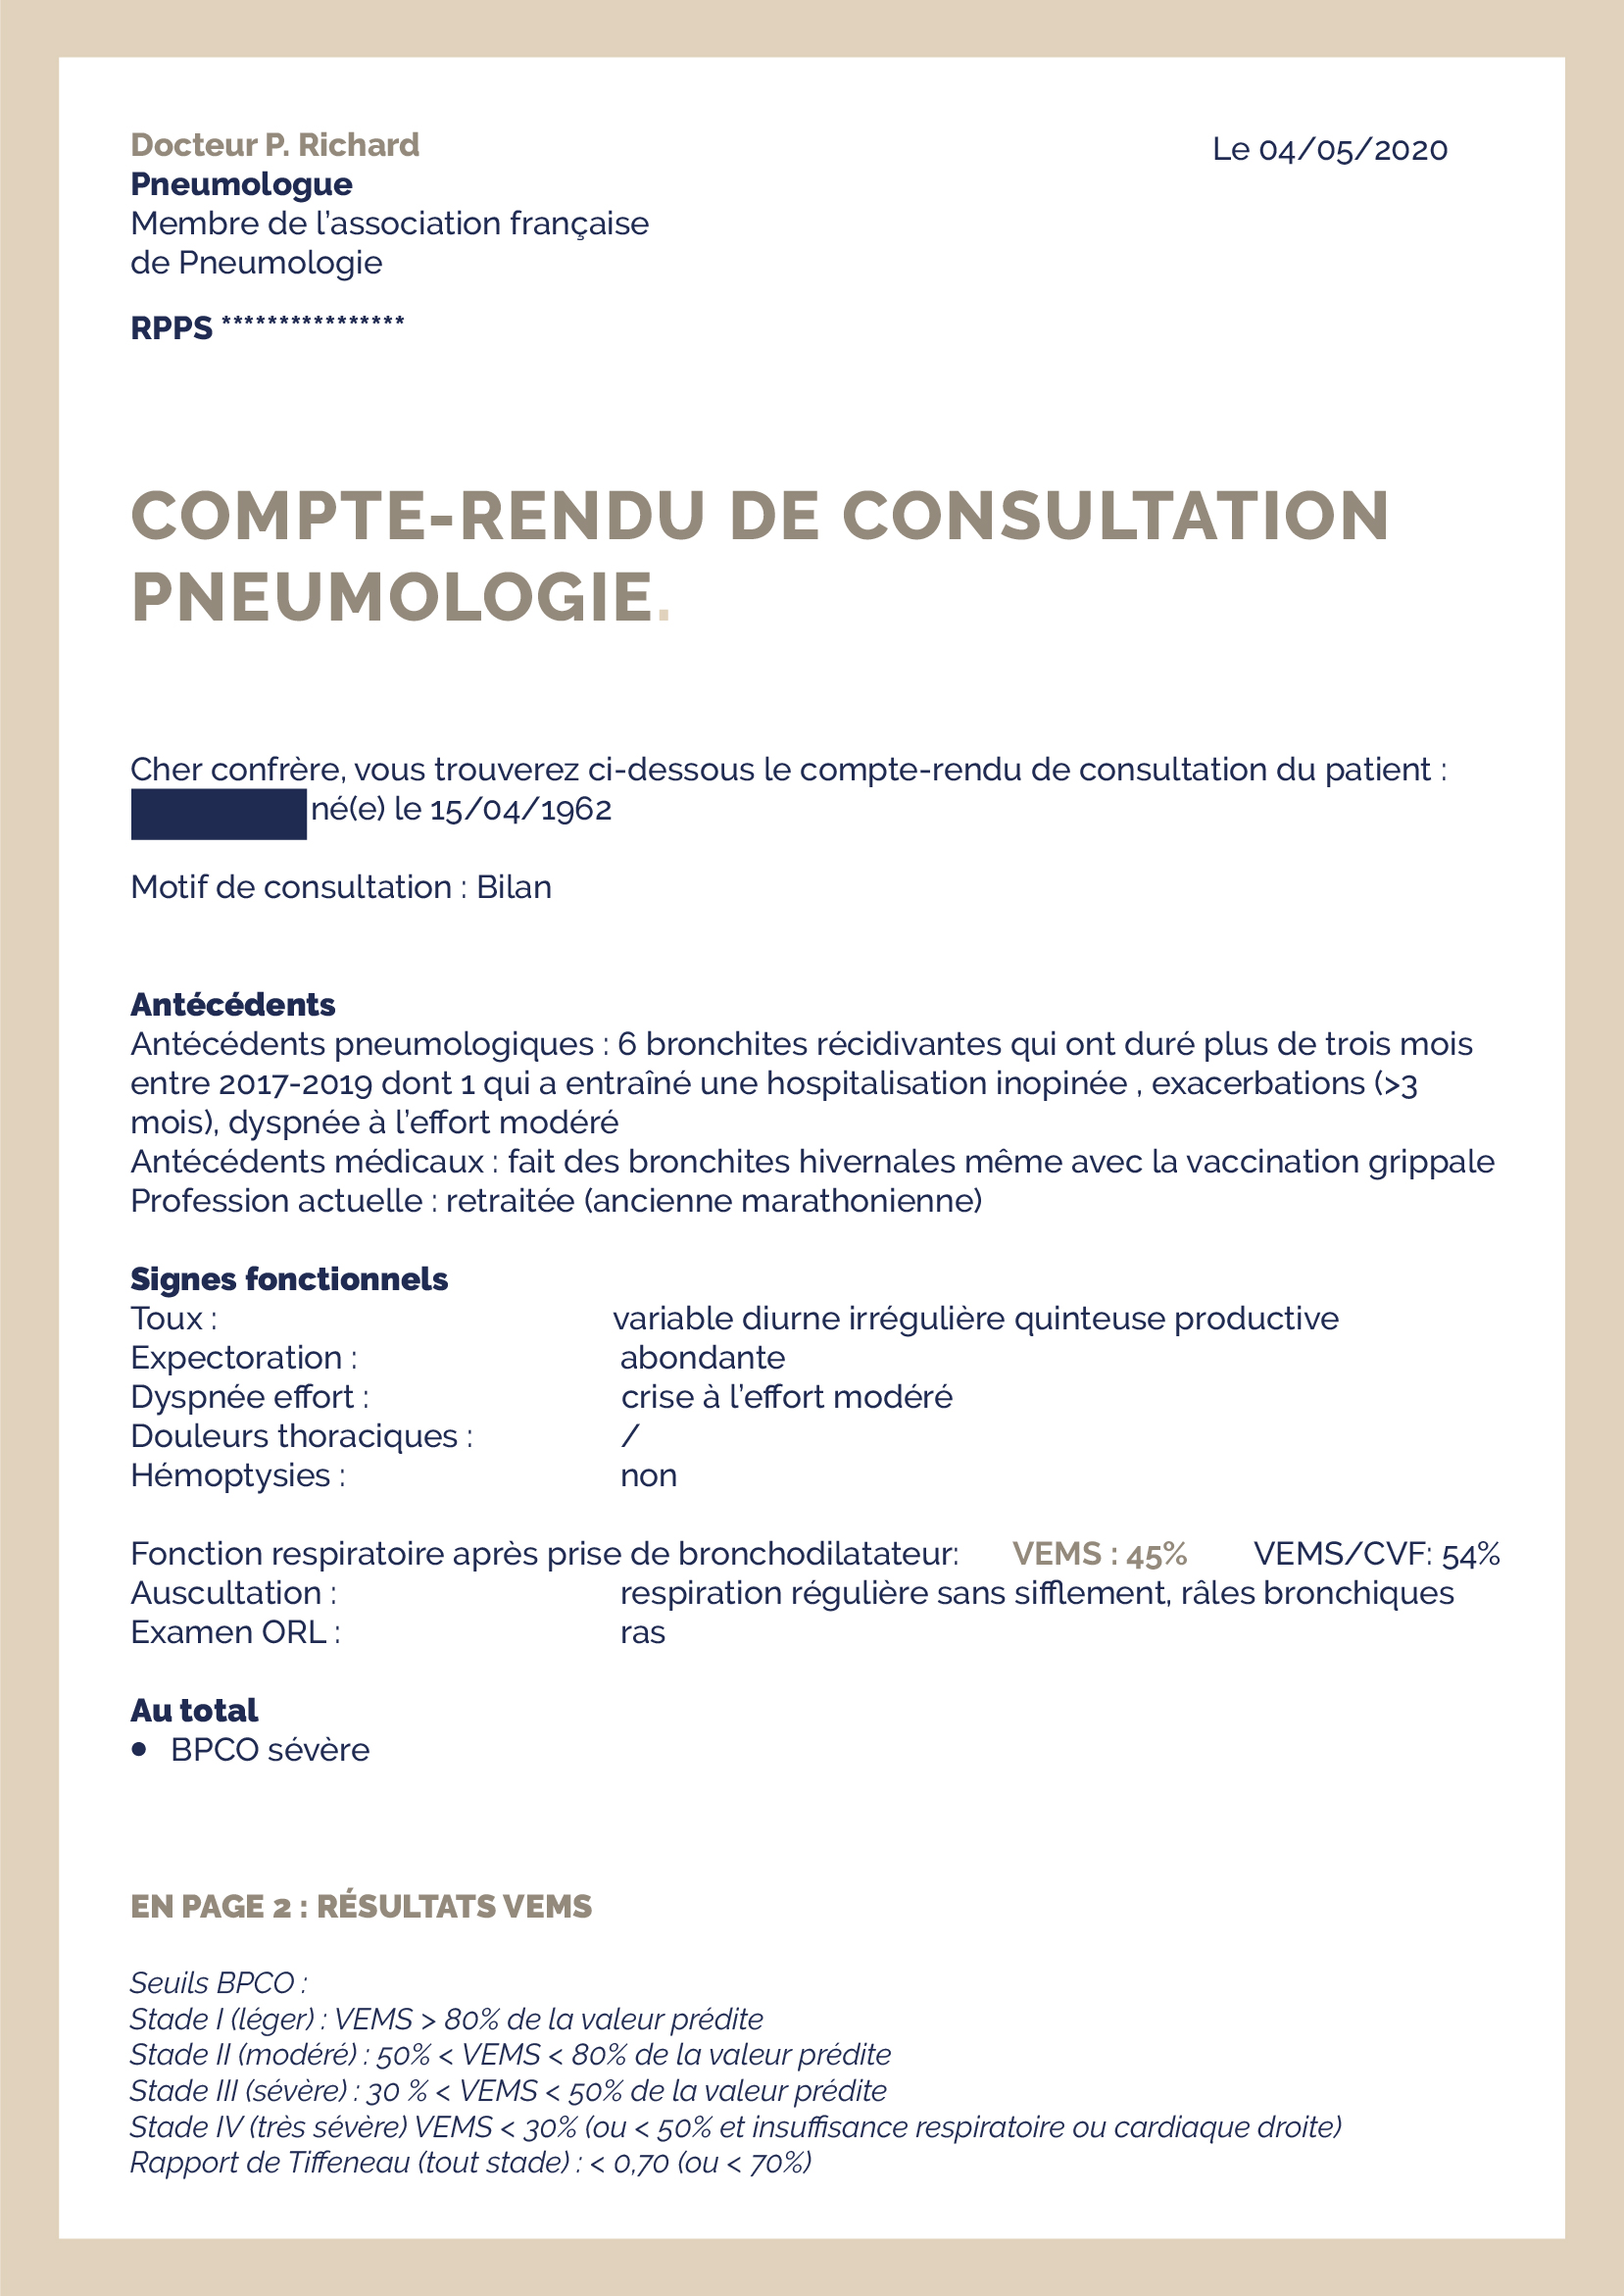 Docteur P. Richard
Le 04/05/2020
Pneumologue
Membre de l'association française
de Pneumologie
RPPS ****************
COMPTE-RENDU DE CONSULTATION
PNEUMOLOGIE.
Cher confrère, vous trouverez ci-dessous le compte-rendu de consultation du patient :
né(e) le 15/04/1962
Motif de consultation : Bilan
Antécédents
Antécédents pneumologiques : 6 bronchites récidivantes qui ont duré plus de trois mois
entre 2017-2019 dont 1 qui a entraîné une hospitalisation inopinée , exacerbations (>3
mois), dyspnée à l'effort modéré
Antécédents médicaux : fait des bronchites hivernales même avec la vaccination grippale
Profession actuelle : retraitée (ancienne marathonienne)
Signes fonctionnels
Toux : variable diurne irrégulière quinteuse productive
Expectoration : abondante
Dyspnée effort : crise à l'effort modéré
Douleurs thoraciques : /
Hémoptysies : non
Fonction respiratoire après prise de bronchodilatateur: VEMS : 45% VEMS/CVF: 54%
Auscultation : respiration régulière sans sifflement, râles bronchiques
Examen ORL : ras
Au total
• BPCO sévère
EN PAGE 2 : RÉSULTATS VEMS
Seuils BPCO :
Stade I (léger) : VEMS > 80% de la valeur prédite
Stade II (modéré) : 50% < VEMS < 80% de la valeur prédite
Stade III (sévère) : 30 % < VEMS < 50% de la valeur prédite
Stade IV (très sévère) VEMS < 30% (ou < 50% et insuffisance respiratoire ou cardiaque droite)
Rapport de Tiffeneau (tout stade) : < 0,70 (ou < 70%)